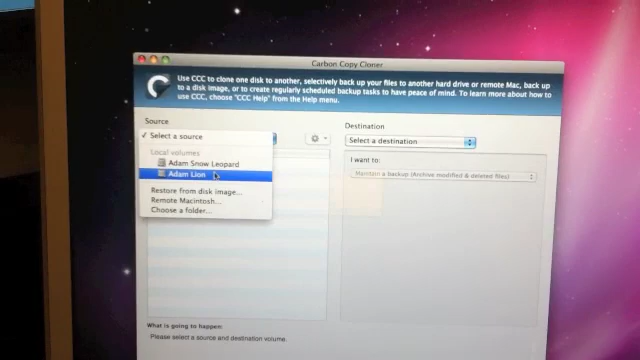 Carbon Copy Cloner
Use CCC to clone one disk to another, selectively back up your files to another hard drive or remote Mac, back up
to a disk image, or to create regularly scheduled backup tasks to have peace of mind. To learn more about how to
use CCC, choose "CCC Help" from the Help menu.
Source
Destination
✓ Select a source
Select a destination
Local volumes
Adam Snow Leopard
Adam Lion
Restore from disk image...
Remote Macintosh...
Choose a folder...
I want to:
Maintain a backup (Archive modified & deleted files)
What is going to happen:
Please select a source and destination volume.